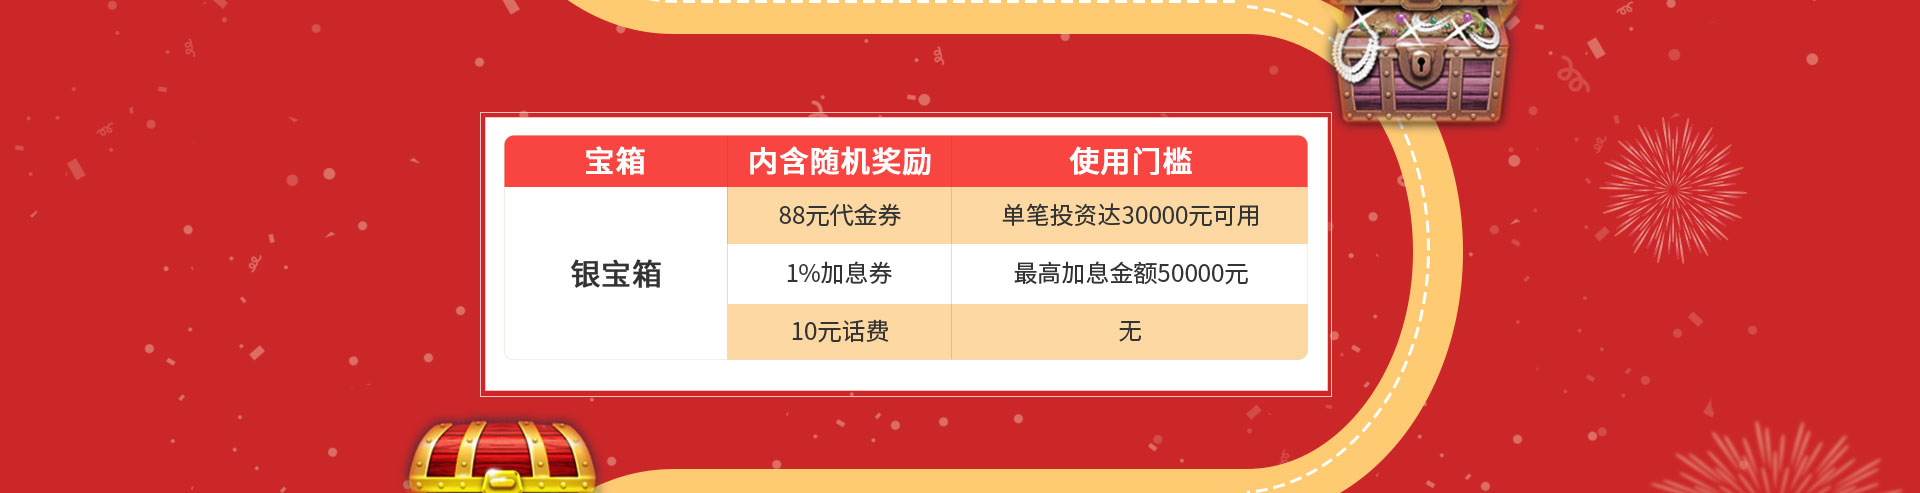 宝箱 内含随机奖励 使用门槛
88元代金券 单笔投资达30000元可用
银宝箱 1%加息券 最高加息金额50000元
10元话费 无